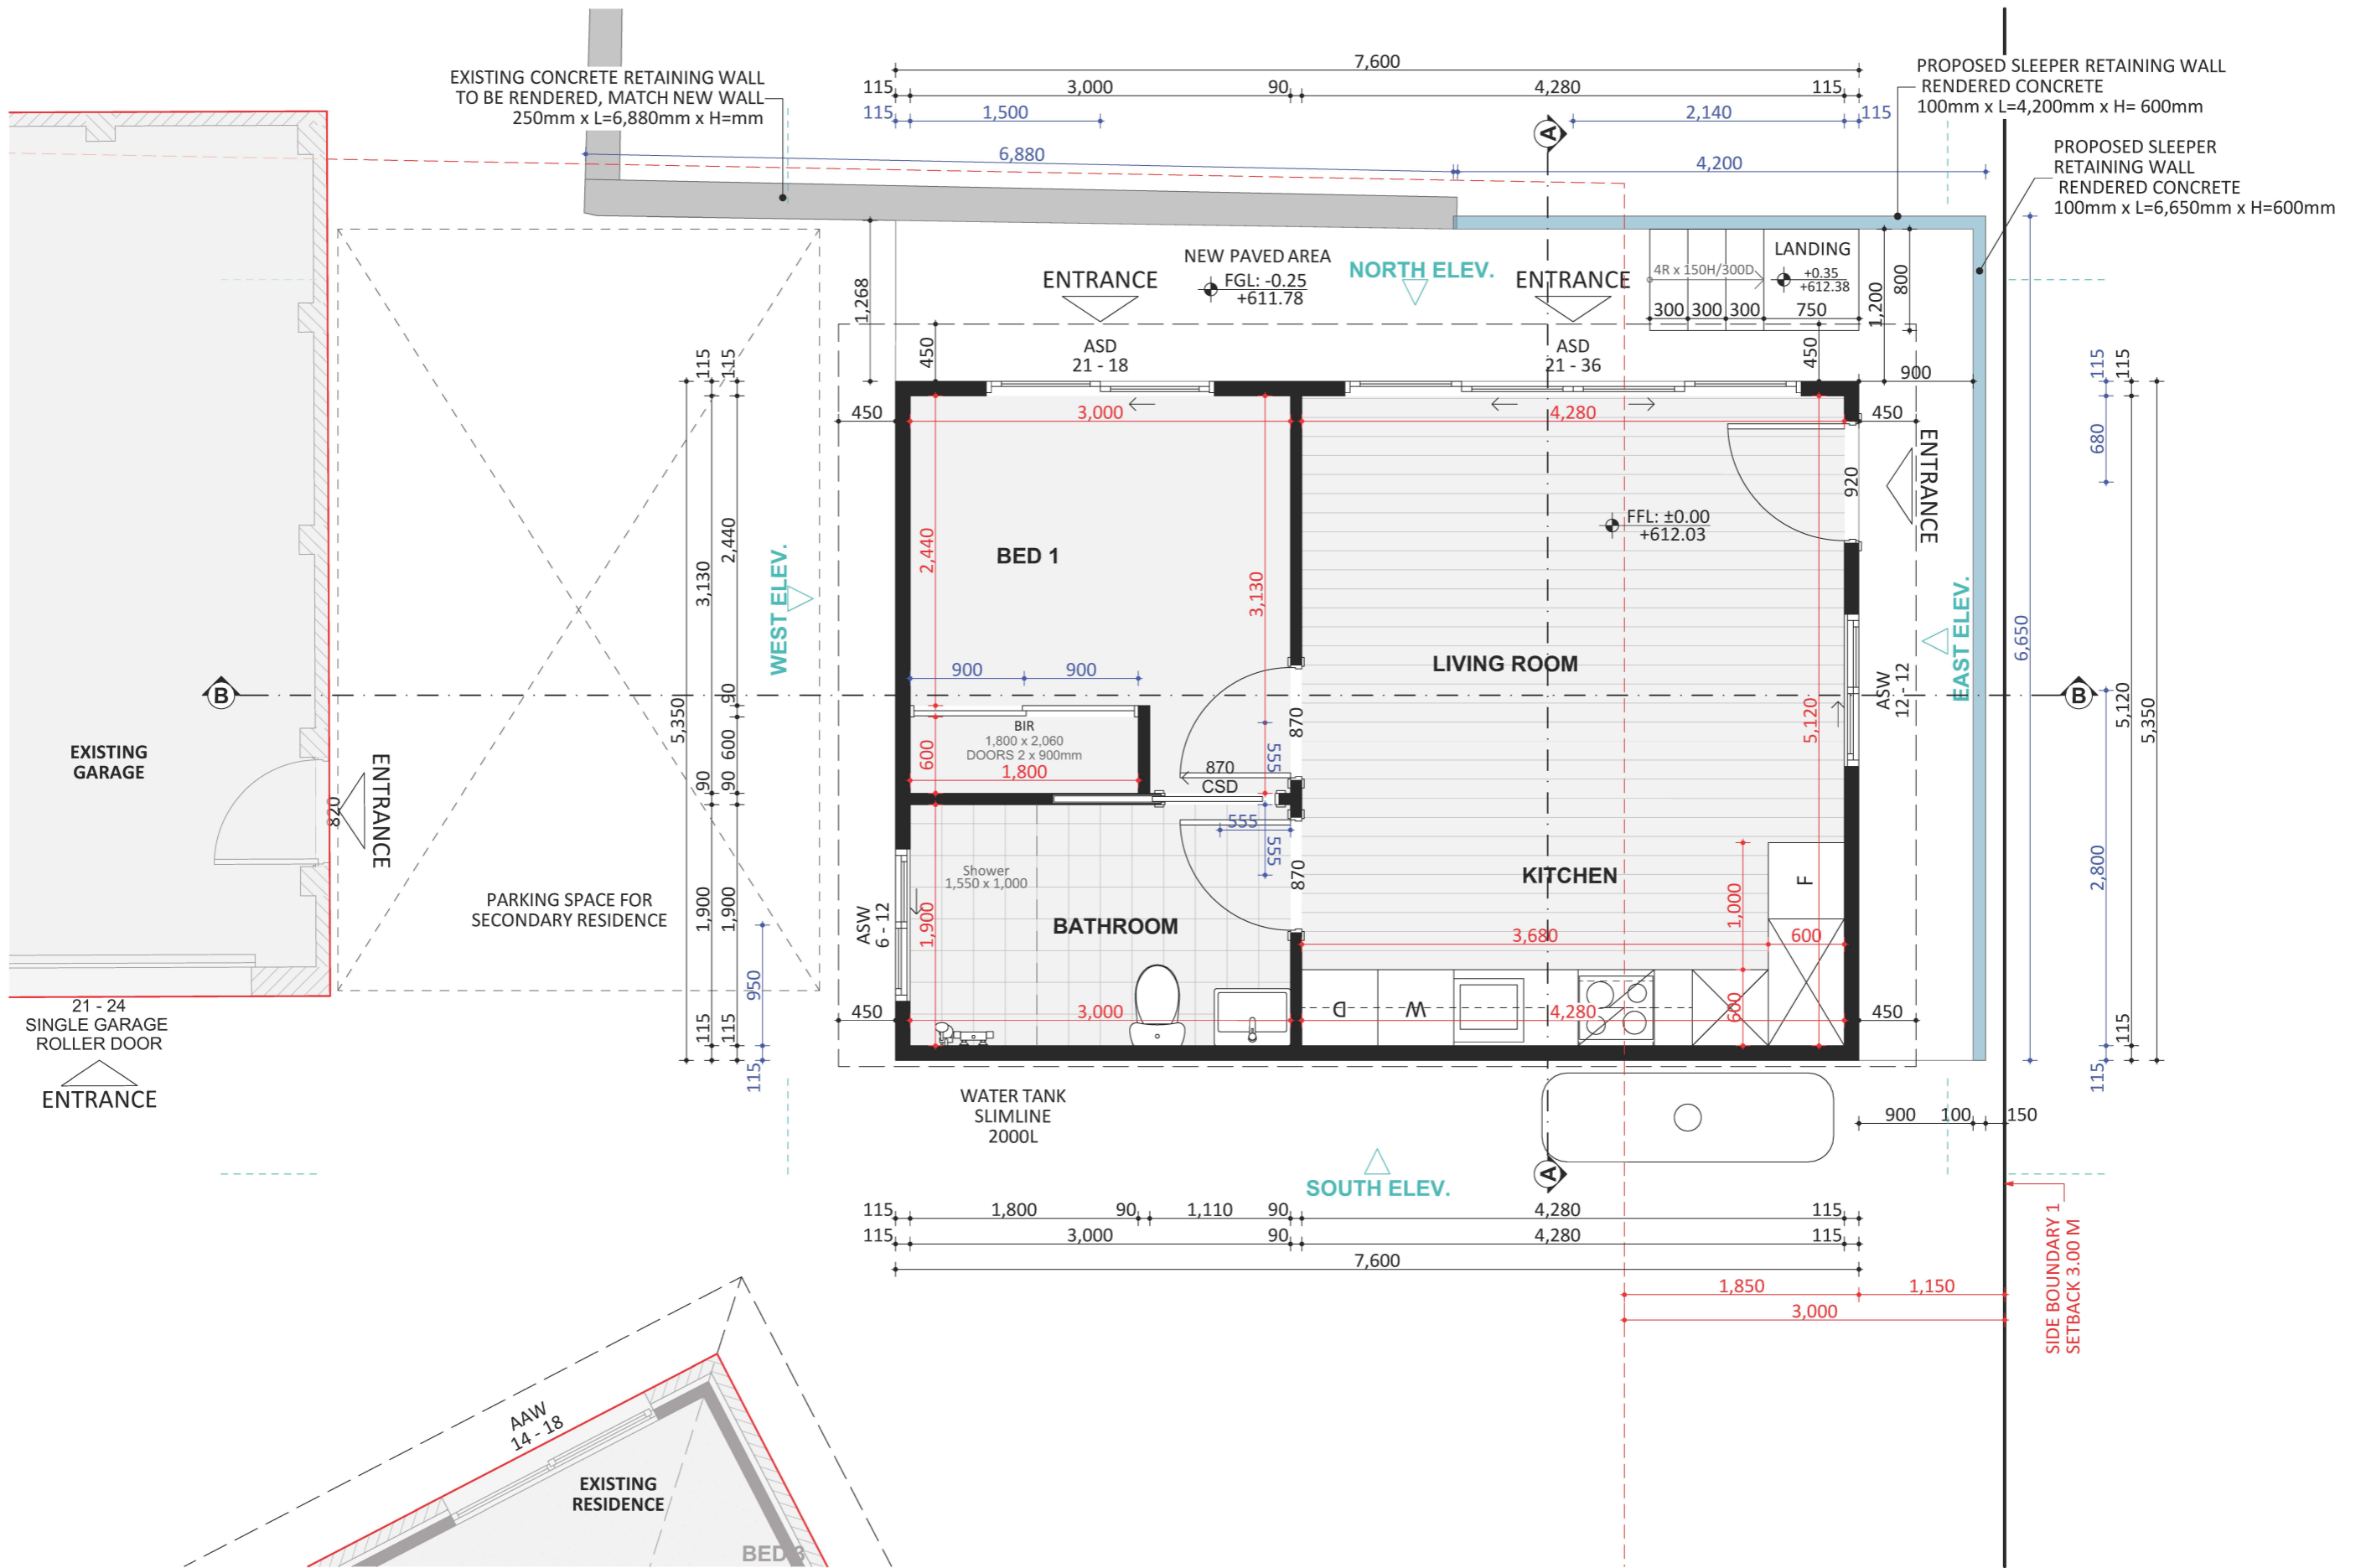 7,600
115 3,000 90 4,280 115
115 1,500 2,140 115
EXISTING CONCRETE RETAINING WALL
TO BE RENDERED, MATCH NEW WALL
250mm x L=6,880mm x H=mm
PROPOSED SLEEPER RETAINING WALL
RENDERED CONCRETE
100mm x L=4,200mm x H= 600mm
PROPOSED SLEEPER
RETAINING WALL
RENDERED CONCRETE
100mm x L=6,650mm x H=600mm
A
6,880
4,200
1,268
NEW PAVED AREA
FGL: -0.25
+611.78
ENTRANCE
NORTH ELEV.
ENTRANCE
4R x 150H/300D
LANDING
+0.35
+612.38
300 300 300 750
1,200
800
450
ASD
21 - 18
ASD
21 - 36
450
900
450
3,000
4,280
450
115
115
115
115
680
920
ENTRANCE
FFL: ±0.00
+612.03
BED 1
2,440
3,130
2,440
3,130
WEST ELEV.
EAST ELEV.
LIVING ROOM
900 900
6,650
ASW
12 - 12
B
B
5,350
90
600
90
90
600
BIR
1,800 x 2,060
DOORS 2 x 900mm
1,800
870
CSD
555
870
5,120
5,120
5,350
EXISTING
GARAGE
ENTRANCE
820
555
555
870
Shower
1,550 x 1,000
KITCHEN
F
1,000
2,800
PARKING SPACE FOR
SECONDARY RESIDENCE
1,900
1,900
ASW
6 - 12
1,900
BATHROOM
3,680 600
950
450
3,000
D
W
4,280
600
450
115
115
115
115
115
21 - 24
SINGLE GARAGE
ROLLER DOOR
ENTRANCE
WATER TANK
SLIMLINE
2000L
900 100 150
SOUTH ELEV.
A
115 1,800 90 1,110 90 4,280 115
115 3,000 90 4,280 115
7,600
1,850 1,150
3,000
SIDE BOUNDARY 1
SETBACK 3.00 M
AAW
14 - 18
EXISTING
RESIDENCE
BED 3